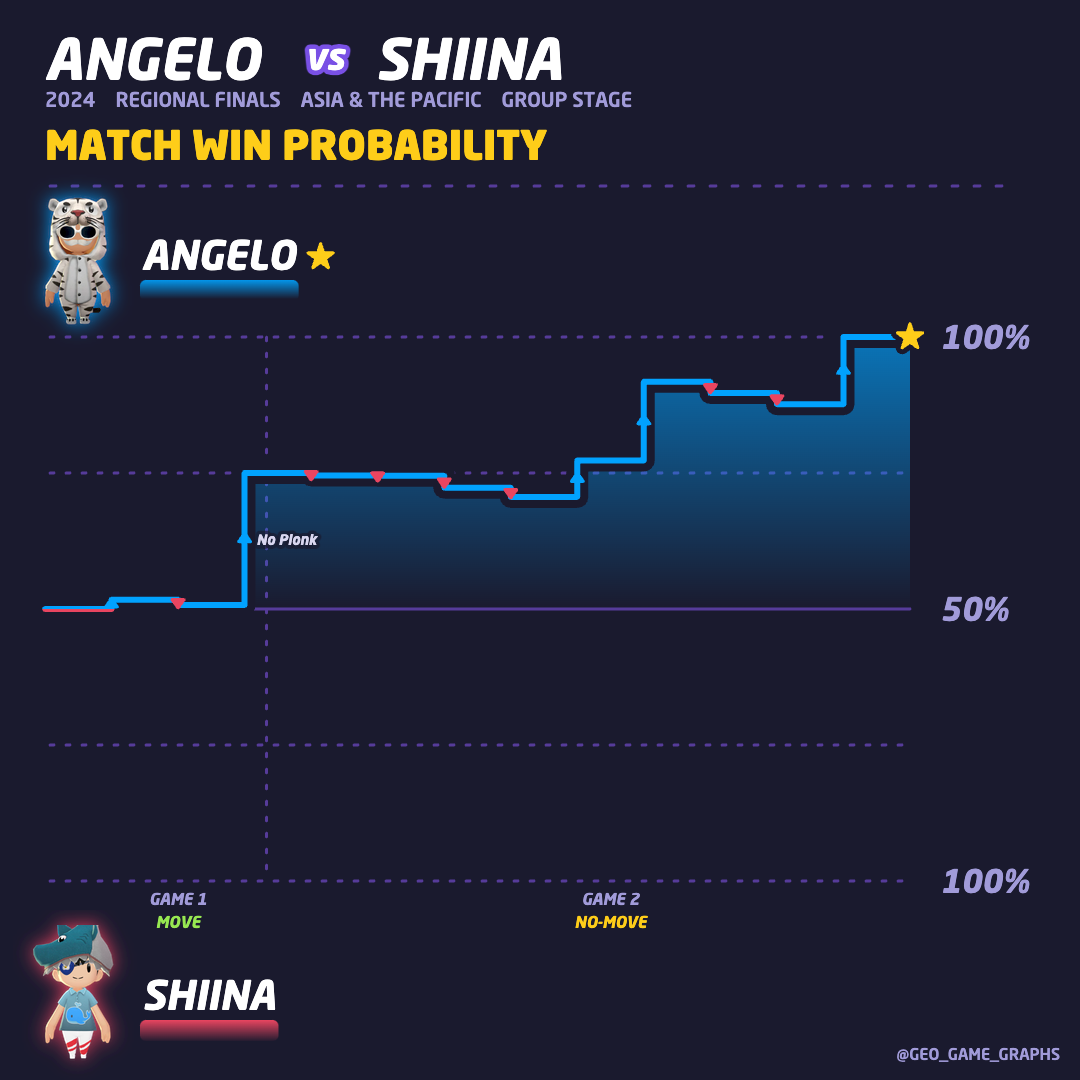 ANGELO VS SHIINA
2024 REGIONAL FINALS ASIA & THE PACIFIC GROUP STAGE
MATCH WIN PROBABILITY
ANGELO
100%
No Plonk
50%
100%
GAME 1 GAME 2
MOVE NO-MOVE
SHIINA
@GEO_GAME_GRAPHS